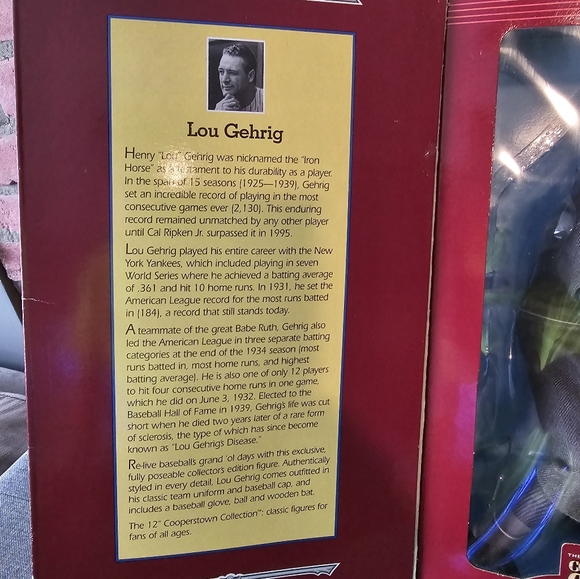 Lou Gehrig
Henry "Lou" Gehrig was nicknamed the "Iron
Horse" as a testament to his durability as a player.
In the span of 15 seasons (1925—1939), Gehrig
set an incredible record of playing in the most
consecutive games ever (2,130). This enduring
record remained unmatched by any other player
until Cal Ripken Jr. surpassed it in 1995.
Lou Gehrig played his entire career with the New
York Yankees, which included playing in seven
World Series where he achieved a batting average
of .361 and hit 10 home runs. In 1931, he set the
American League record for the most runs batted
in (184), a record that still stands today.
A teammate of the great Babe Ruth, Gehrig also
led the American League in three separate batting
categories at the end of the 1934 season (most
runs batted in, most home runs, and highest
batting average). He is also one of only 12 players
to hit four consecutive home runs in one game,
which he did on June 3, 1932. Elected to the
Baseball Hall of Fame in 1939, Gehrig's life was cut
short when he died two years later of a rare form
of sclerosis, the type of which has since become
known as "Lou Gehrig's Disease."
Re-live baseball's grand 'ol days with this exclusive,
fully poseable collector's edition figure. Authentically
styled in every detail, Lou Gehrig comes outfitted in
his classic team uniform and baseball cap, and
includes a baseball glove, ball and wooden bat.
The 12" Cooperstown Collection™: classic figures for
fans of all ages.
THE